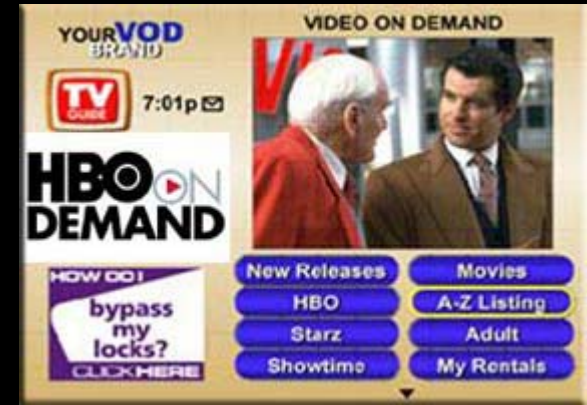 YOUR VOD
BRAND
VIDEO ON DEMAND
TV
GUIDE
7:01p
HBO ON
DEMAND
HOW DO I
bypass
my
locks?
CLICK HERE
New Releases
Movies
HBO
A-Z Listing
Starz
Adult
Showtime
My Rentals